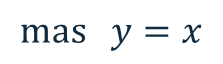 mas y = x